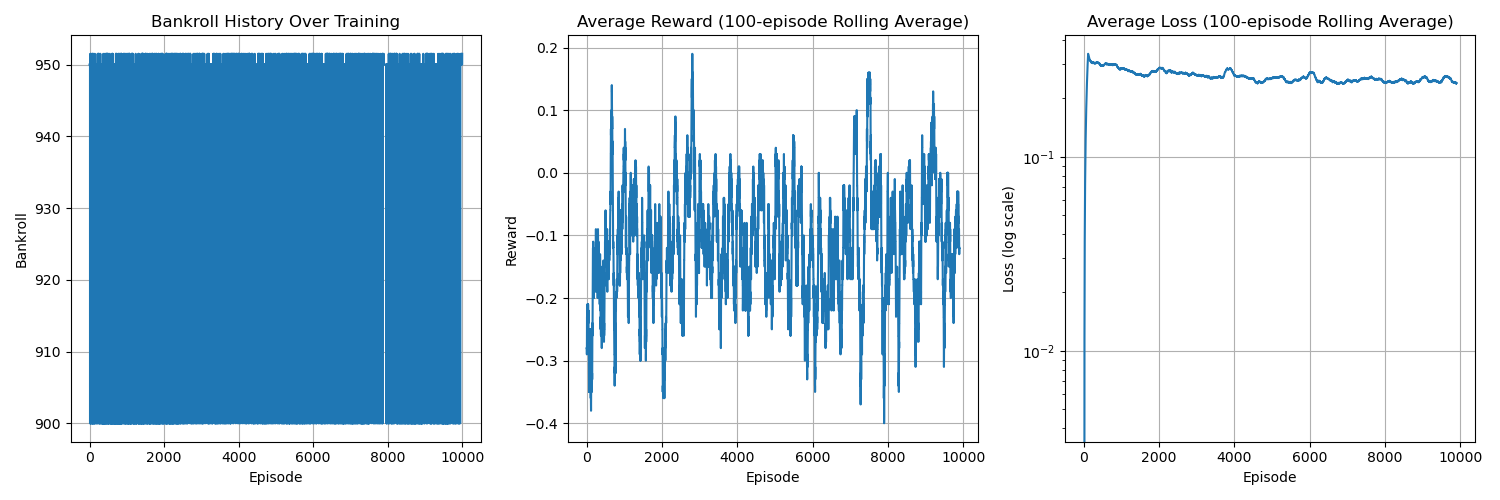 Bankroll History Over Training
Bankroll
950
940
930
920
910
900
0 2000 4000 6000 8000 10000
Episode
Average Reward (100-episode Rolling Average)
Reward
0.2
0.1
0.0
−0.1
−0.2
−0.3
−0.4
0 2000 4000 6000 8000 10000
Episode
Average Loss (100-episode Rolling Average)
Loss (log scale)
10⁻¹
10⁻²
0 2000 4000 6000 8000 10000
Episode